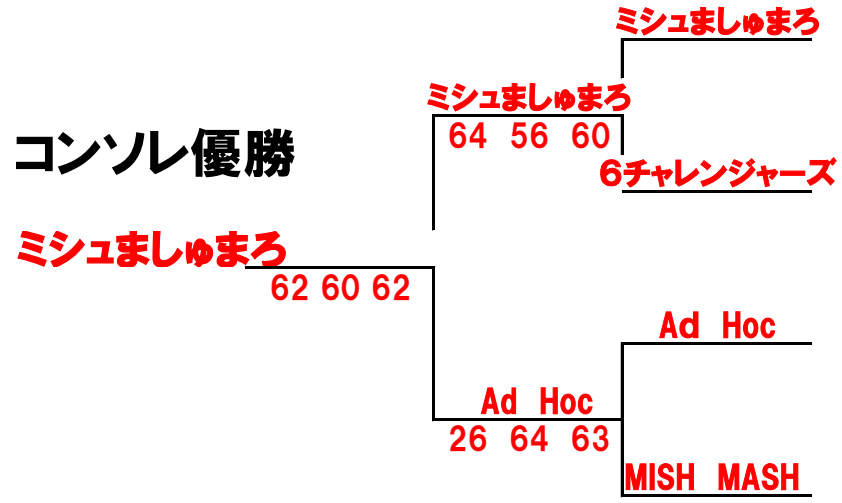 ミシュましゅまろ
ミシュましゅまろ
64 56 60
コンソレ優勝
6チャレンジャーズ
ミシュましゅまろ
62 60 62
Ad Hoc
Ad Hoc
26 64 63
MISH MASH